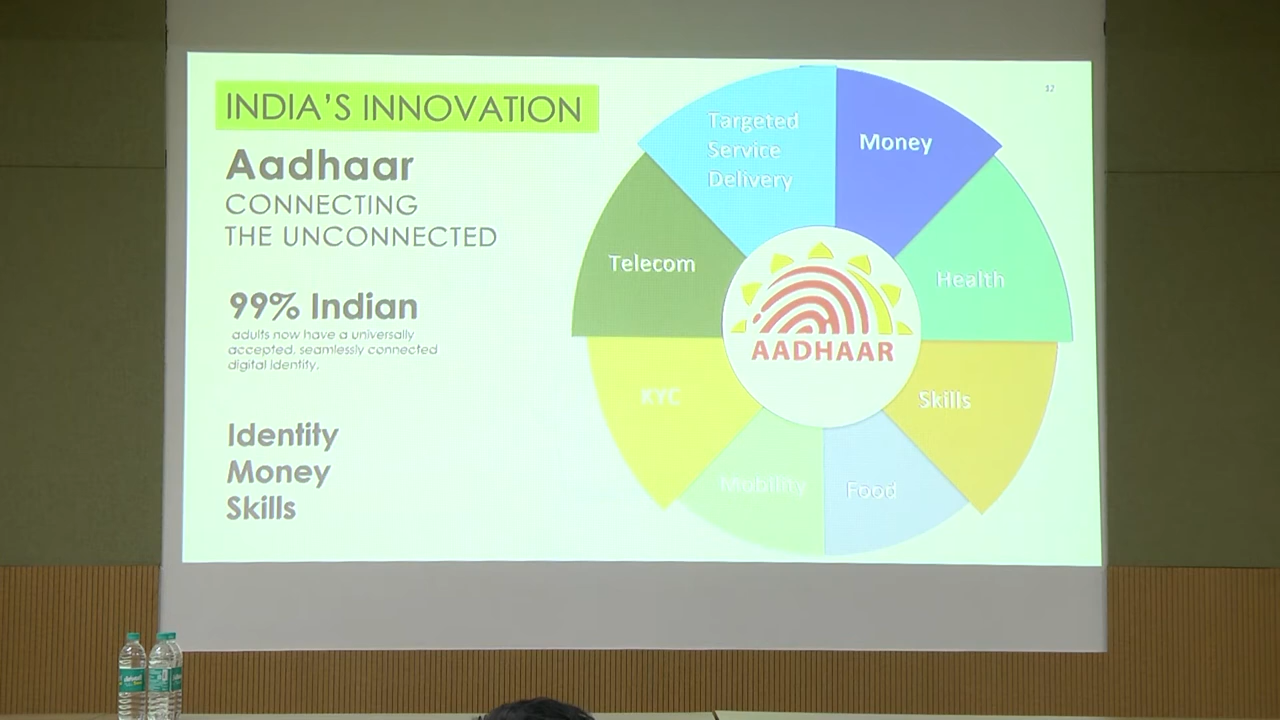 INDIA'S INNOVATION
Aadhaar
CONNECTING
THE UNCONNECTED
99% Indian
adults now have a universally
accepted, seamlessly connected
digital identity.
Identity
Money
Skills
12
Targeted
Service
Delivery
Money
Telecom
Health
AADHAAR
KYC
Skills
Mobility
Food